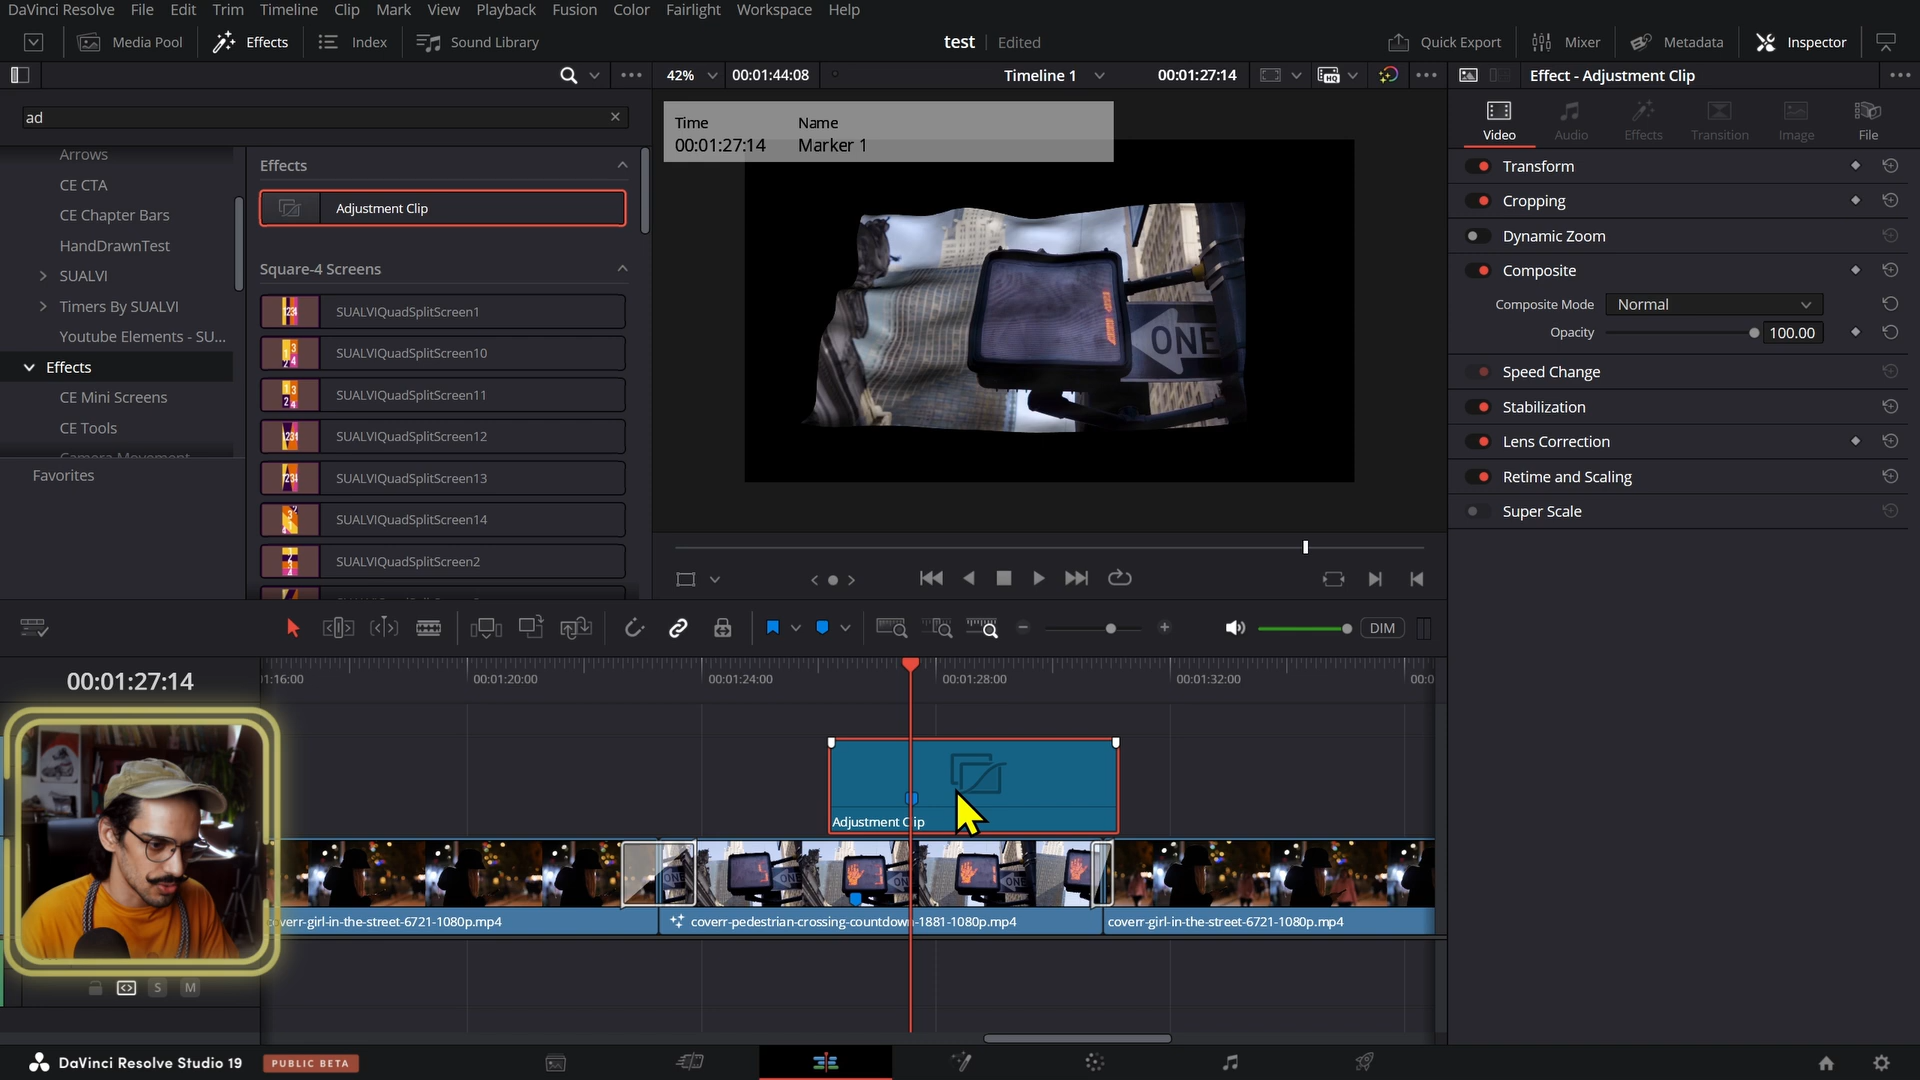 DaVinci Resolve File Edit Trim Timeline Clip Mark View Playback Fusion Color Fairlight Workspace Help
Media Pool Effects Index Sound Library test Edited Quick Export Mixer Metadata Inspector
42% 00:01:44:08 Timeline 1 00:01:27:14 Effect - Adjustment Clip
ad
Arrows
CE CTA
CE Chapter Bars
HandDrawnTest
SUALVI
Timers By SUALVI
Youtube Elements - SU...
Effects
CE Mini Screens
CE Tools
Camera Movement
Favorites
Effects
Adjustment Clip
Square-4 Screens
SUALVIQuadSplitScreen1
SUALVIQuadSplitScreen10
SUALVIQuadSplitScreen11
SUALVIQuadSplitScreen12
SUALVIQuadSplitScreen13
SUALVIQuadSplitScreen14
SUALVIQuadSplitScreen2
Time Name
00:01:27:14 Marker 1
ONE
Video Audio Effects Transition Image File
Transform
Cropping
Dynamic Zoom
Composite
Composite Mode Normal
Opacity 100.00
Speed Change
Stabilization
Lens Correction
Retime and Scaling
Super Scale
DIM
00:01:27:14
01:16:00 00:01:20:00 00:01:24:00 00:01:28:00 00:01:32:00 00:0
Adjustment Clip
coverr-girl-in-the-street-6721-1080p.mp4 coverr-pedestrian-crossing-countdown-1881-1080p.mp4 coverr-girl-in-the-street-6721-1080p.mp4
S M
DaVinci Resolve Studio 19 PUBLIC BETA